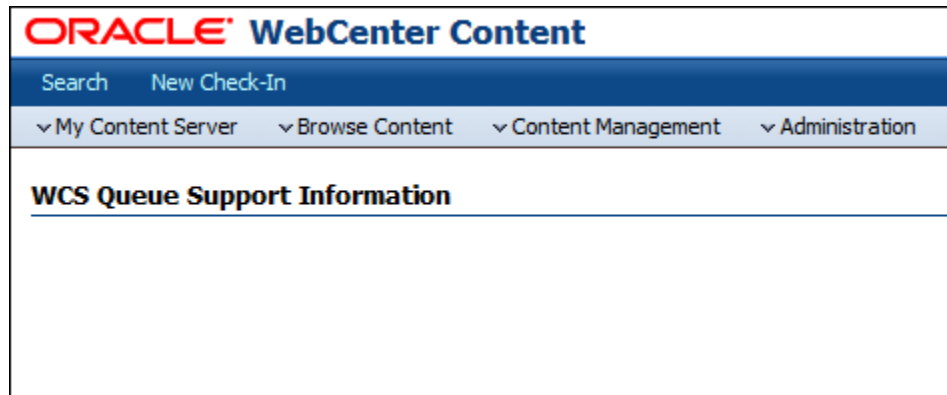 ORACLE WebCenter Content
Search New Check-In
My Content Server Browse Content Content Management Administration
WCS Queue Support Information